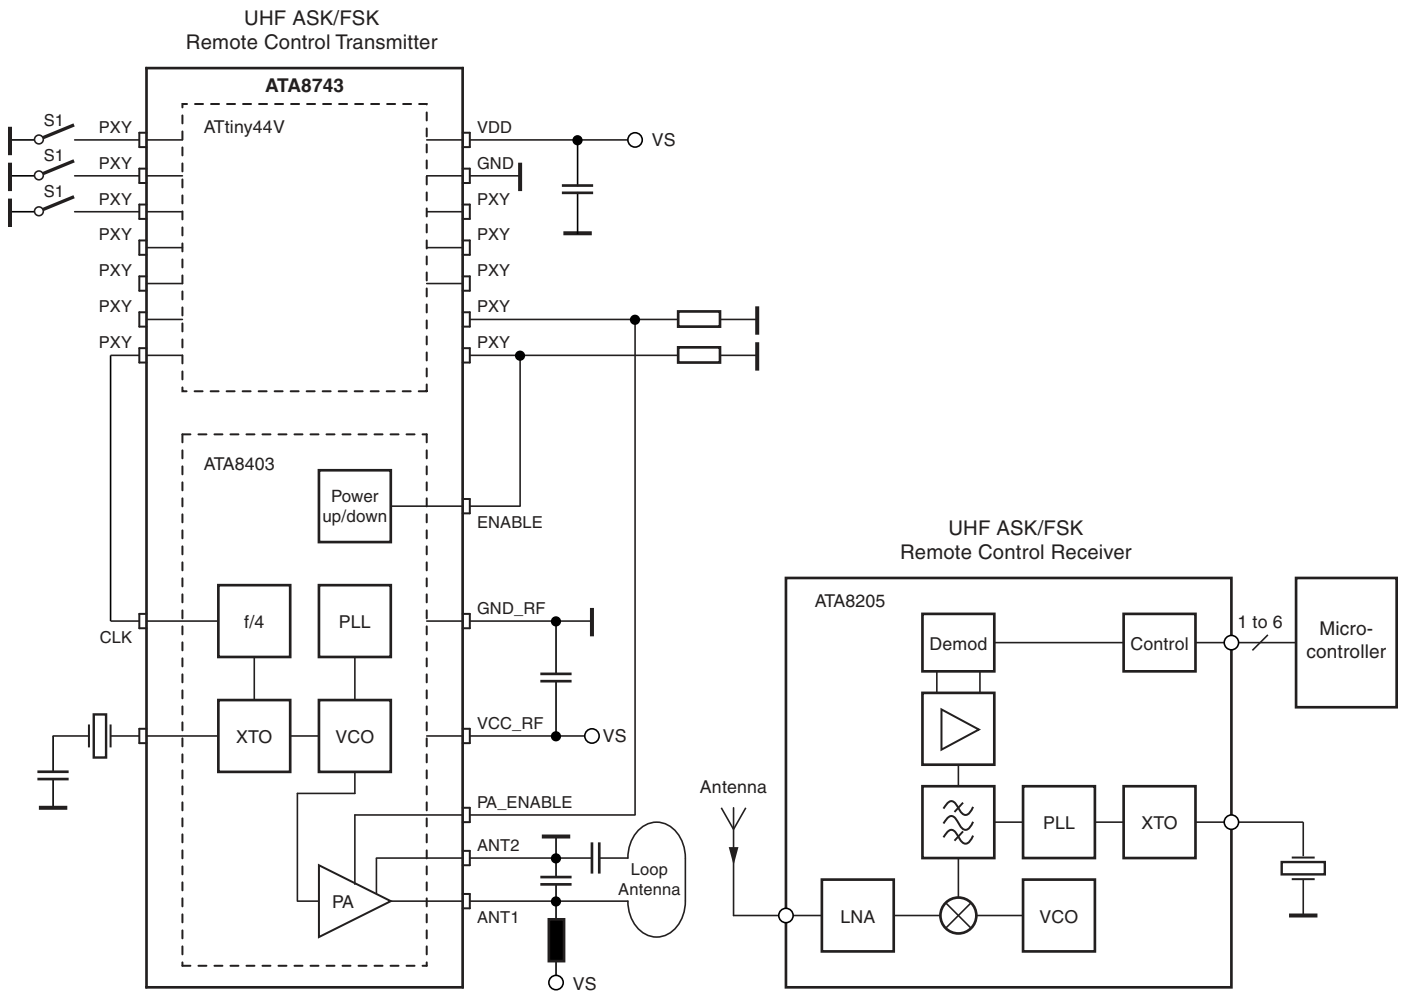 UHF ASK/FSK
Remote Control Transmitter
ATA8743
ATtiny44V
S1
PXY
S1
PXY
S1
PXY
PXY
PXY
PXY
PXY
VDD
VS
GND
PXY
PXY
PXY
PXY
PXY
ATA8403
Power
up/down
ENABLE
f/4
PLL
CLK
GND_RF
XTO
VCO
VCC_RF
VS
PA_ENABLE
ANT2
PA
Loop
Antenna
ANT1
VS
UHF ASK/FSK
Remote Control Receiver
ATA8205
Demod
Control
1 to 6
Micro-
controller
Antenna
PLL
XTO
LNA
VCO